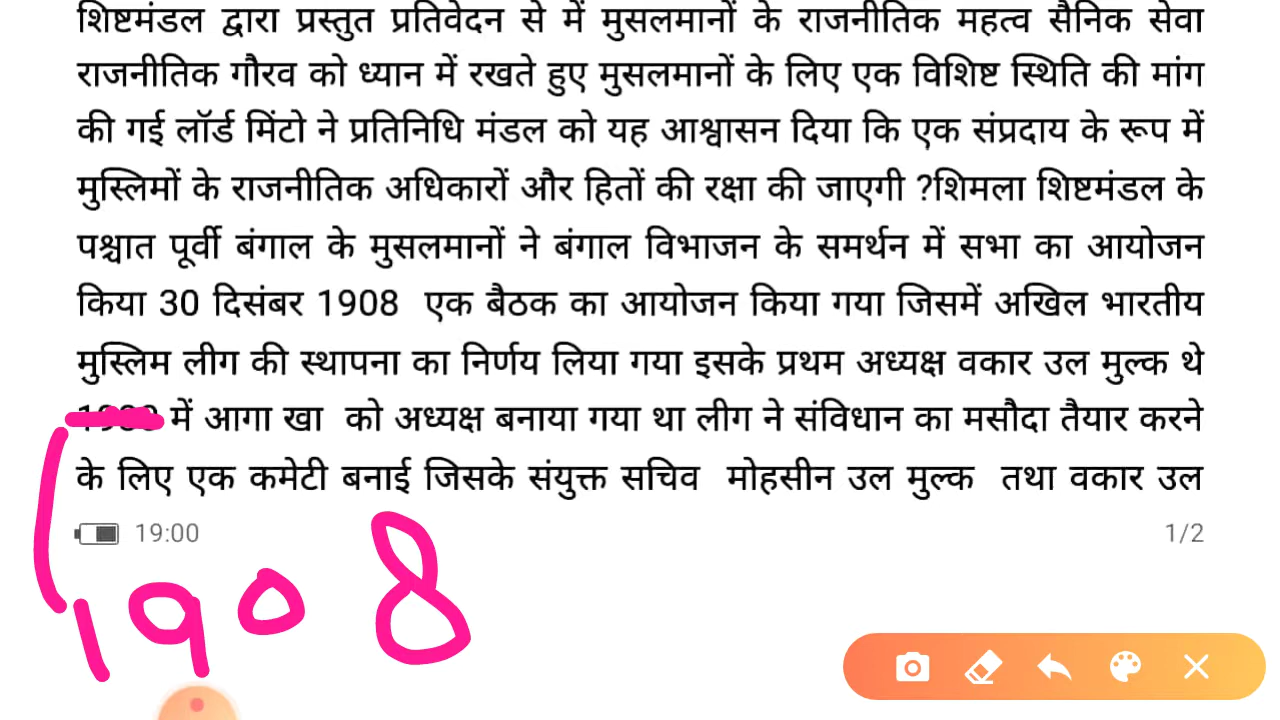 शिष्टमंडल द्वारा प्रस्तुत प्रतिवेदन से में मुसलमानों के राजनीतिक महत्व सैनिक सेवा
राजनीतिक गौरव को ध्यान में रखते हुए मुसलमानों के लिए एक विशिष्ट स्थिति की मांग
की गई लॉर्ड मिंटो ने प्रतिनिधि मंडल को यह आश्वासन दिया कि एक संप्रदाय के रूप में
मुस्लिमों के राजनीतिक अधिकारों और हितों की रक्षा की जाएगी ?शिमला शिष्टमंडल के
पश्चात पूर्वी बंगाल के मुसलमानों ने बंगाल विभाजन के समर्थन में सभा का आयोजन
किया 30 दिसंबर 1908 एक बैठक का आयोजन किया गया जिसमें अखिल भारतीय
मुस्लिम लीग की स्थापना का निर्णय लिया गया इसके प्रथम अध्यक्ष वकार उल मुल्क थे
में आगा खा को अध्यक्ष बनाया गया था लीग ने संविधान का मसौदा तैयार करने
के लिए एक कमेटी बनाई जिसके संयुक्त सचिव मोहसीन उल मुल्क तथा वकार उल
19:00 1/2
1908